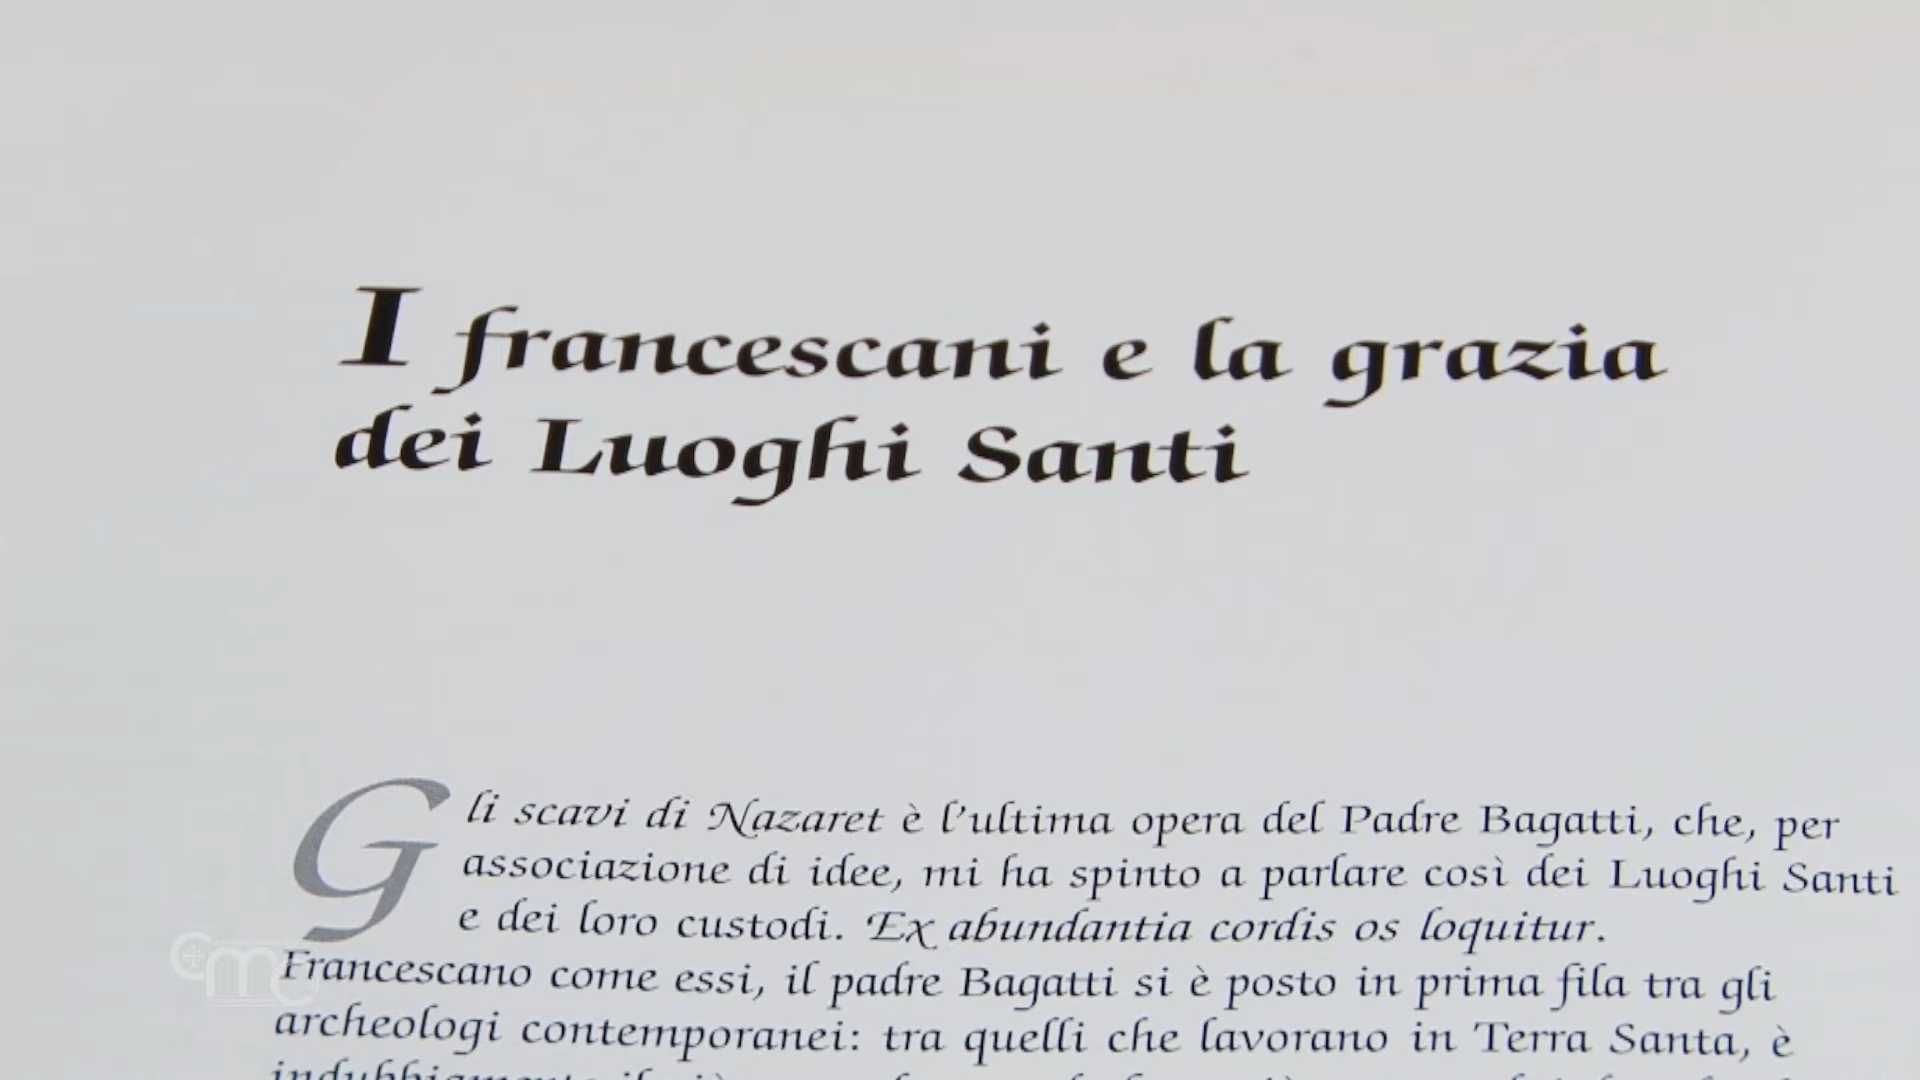 I francescani e la grazia
dei Luoghi Santi
Gli scavi di Nazaret è l'ultima opera del Padre Bagatti, che, per
associazione di idee, mi ha spinto a parlare così dei Luoghi Santi
e dei loro custodi. Ex abundantia cordis os loquitur.
Francescano come essi, il padre Bagatti si è posto in prima fila tra gli
archeologi contemporanei: tra quelli che lavorano in Terra Santa, è
cmc